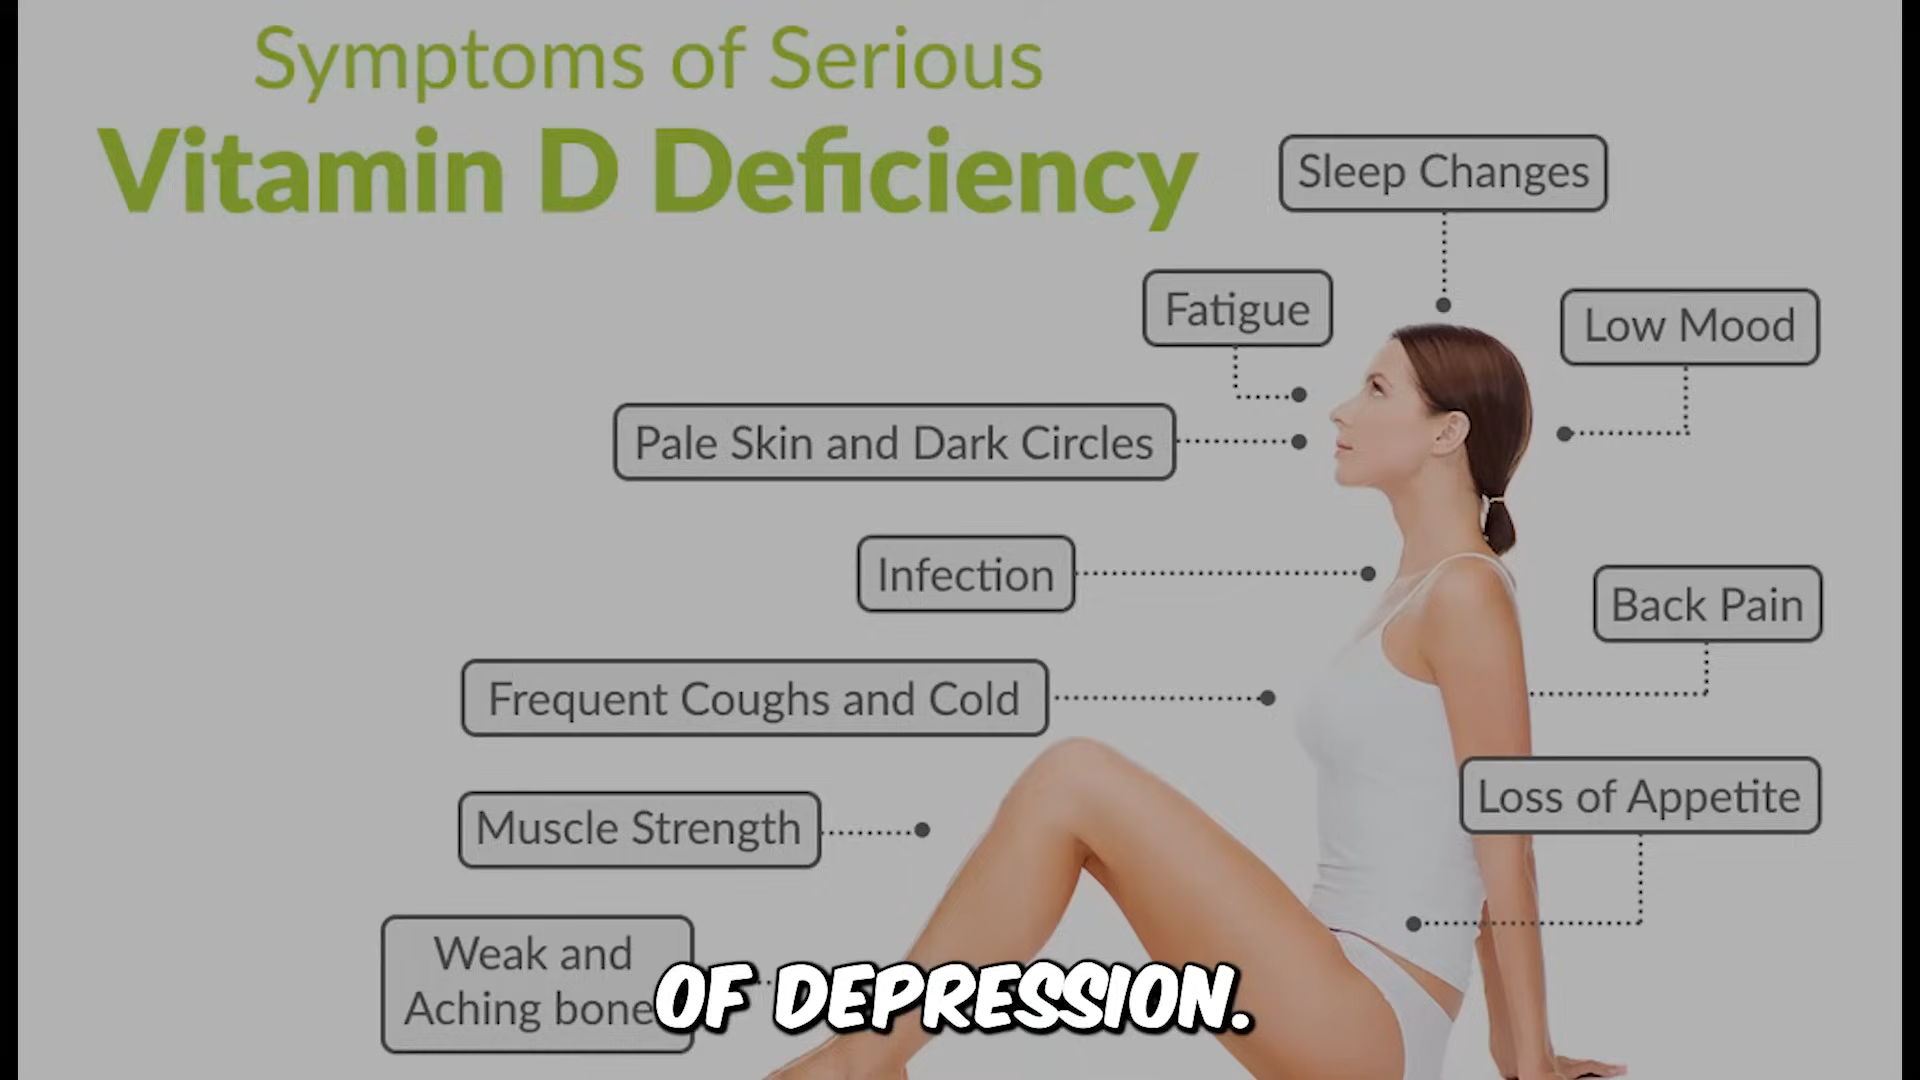 Symptoms of Serious
Vitamin D Deficiency
Sleep Changes
Fatigue
Low Mood
Pale Skin and Dark Circles
Infection
Back Pain
Frequent Coughs and Cold
Loss of Appetite
Muscle Strength
Weak and
Aching bone
OF DEPRESSION.